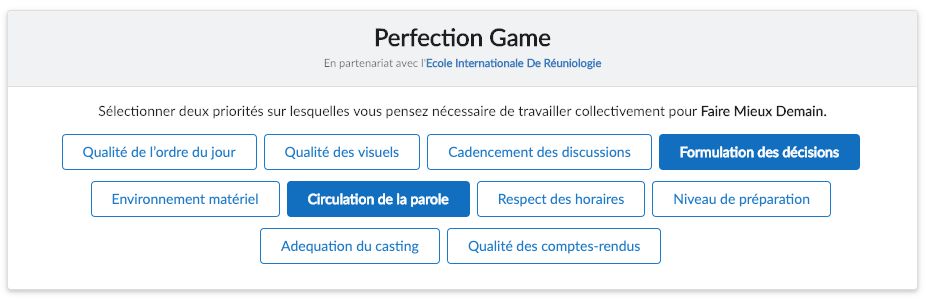 Perfection Game
En partenariat avec l'Ecole Internationale De Réuniologie
Sélectionner deux priorités sur lesquelles vous pensez nécessaire de travailler collectivement pour Faire Mieux Demain.
Qualité de l'ordre du jour Qualité des visuels Cadencement des discussions Formulation des décisions
Environnement matériel Circulation de la parole Respect des horaires Niveau de préparation
Adequation du casting Qualité des comptes-rendus